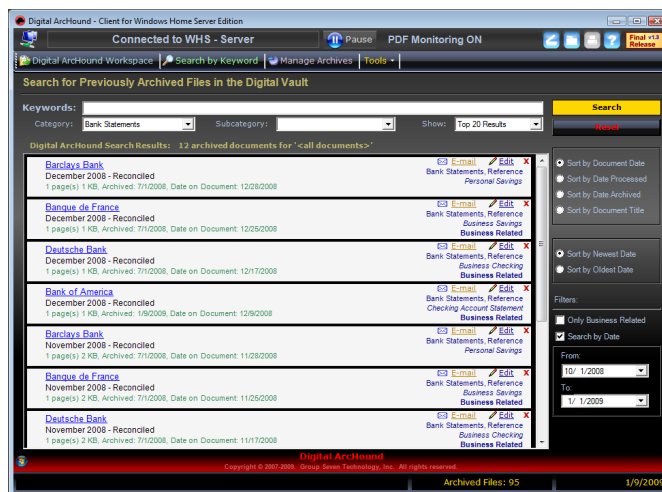 Digital ArcHound - Client for Windows Home Server Edition
Connected to WHS - Server
Pause
PDF Monitoring ON
Final v1.3
Release
Digital ArcHound Workspace
Search by Keyword
Manage Archives
Tools
Search for Previously Archived Files in the Digital Vault
Keywords:
Search
Category: Bank Statements
Subcategory:
Show: Top 20 Results
Reset
Digital ArcHound Search Results: 12 archived documents for '<all documents>'
Barclays Bank
E-mail Edit X
December 2008 - Reconciled
Bank Statements, Reference
1 page(s) 1 KB, Archived: 7/1/2008, Date on Document: 12/28/2008
Personal Savings
Banque de France
E-mail Edit X
December 2008 - Reconciled
Bank Statements, Reference
1 page(s) 1 KB, Archived: 7/1/2008, Date on Document: 12/25/2008
Business Savings
Business Related
Deutsche Bank
E-mail Edit X
December 2008 - Reconciled
Bank Statements, Reference
1 page(s) 1 KB, Archived: 7/1/2008, Date on Document: 12/17/2008
Business Checking
Business Related
Bank of America
E-mail Edit X
December 2008 - Reconciled
Bank Statements, Reference
1 page(s) 1 KB, Archived: 1/9/2009, Date on Document: 12/9/2008
Checking Account Statement
Business Related
Barclays Bank
E-mail Edit X
November 2008 - Reconciled
Bank Statements, Reference
1 page(s) 2 KB, Archived: 7/1/2008, Date on Document: 11/28/2008
Personal Savings
Banque de France
E-mail Edit X
November 2008 - Reconciled
Bank Statements, Reference
1 page(s) 2 KB, Archived: 7/1/2008, Date on Document: 11/25/2008
Business Savings
Business Related
Deutsche Bank
E-mail Edit X
November 2008 - Reconciled
Bank Statements, Reference
1 page(s) 2 KB, Archived: 7/1/2008, Date on Document: 11/17/2008
Business Checking
Business Related
Sort by Document Date
Sort by Date Processed
Sort by Date Archived
Sort by Document Title
Sort by Newest Date
Sort by Oldest Date
Filters:
Only Business Related
Search by Date
From:
10/ 1/2008
To:
1/ 1/2009
Digital ArcHound
Copyright © 2007-2009. Group Seven Technology, Inc. All rights reserved.
Archived Files: 95
1/9/2009